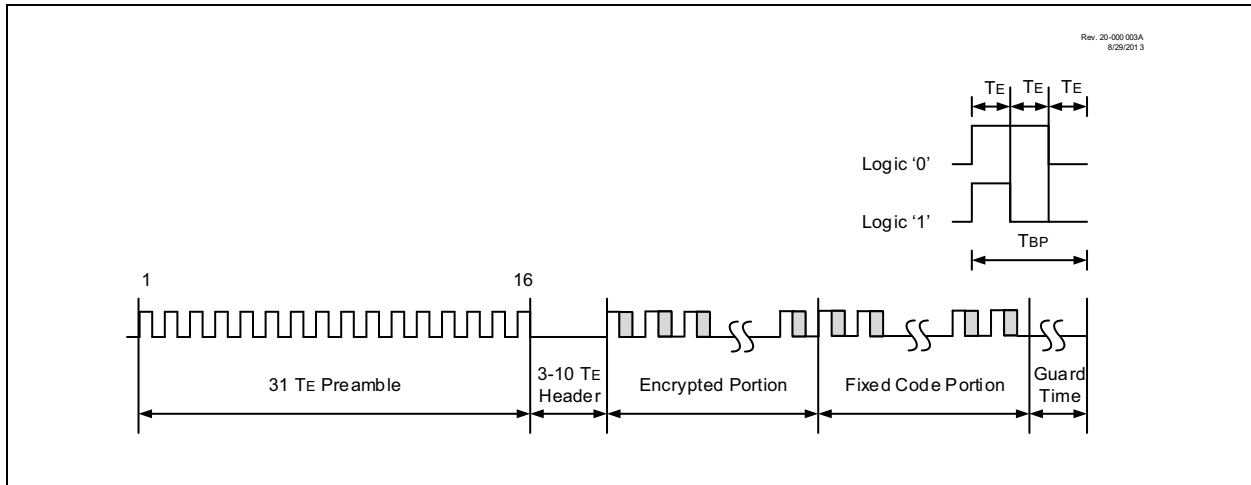 Rev. 20-000 003A
8/29/2013
TE TE TE
Logic ‘0’
Logic ‘1’
TBP
1 16
31 TE Preamble
3-10 TE
Header
Encrypted Portion
Fixed Code Portion
Guard
Time